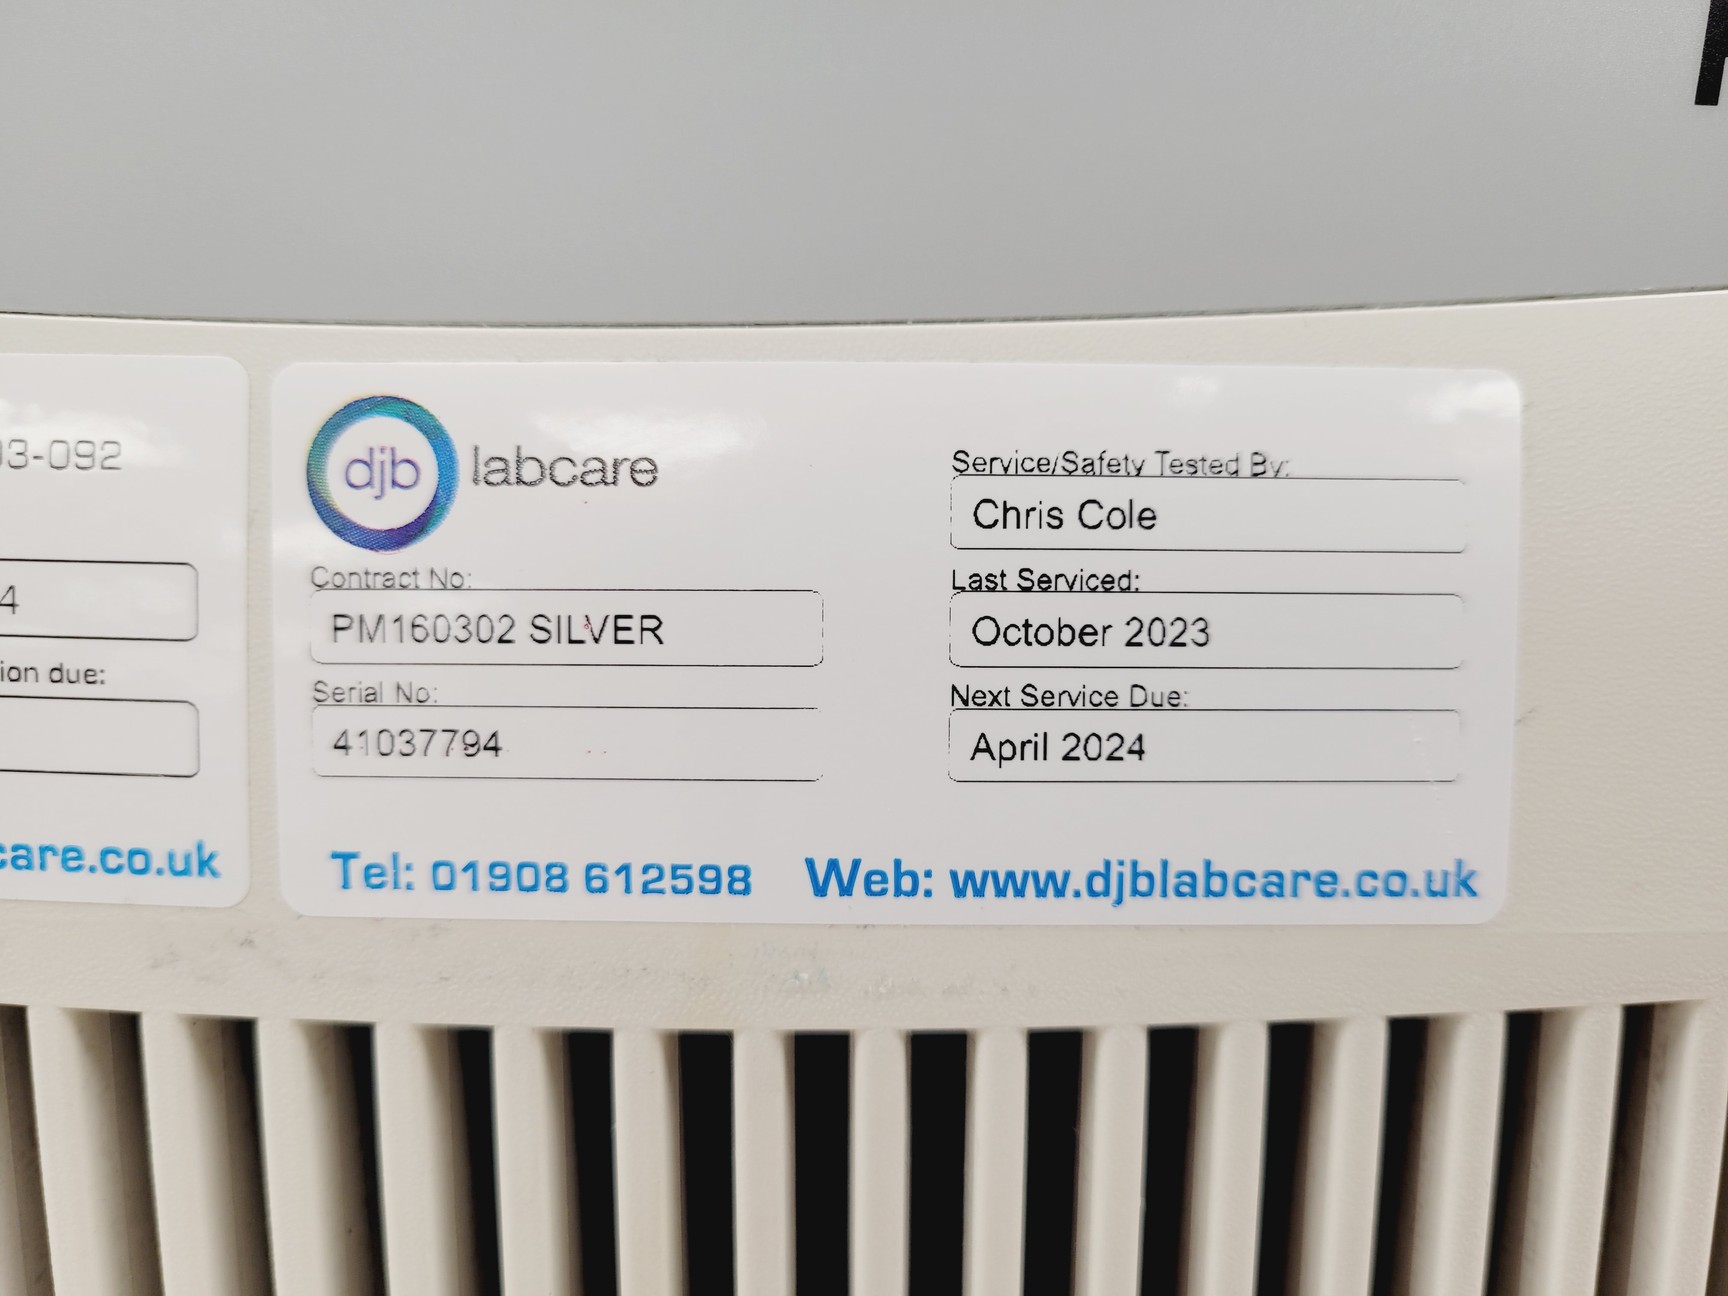 03-092
4
ion due:
care.co.uk
djb labcare
Contract No:
PM160302 SILVER
Serial No:
41037794
Service/Safety Tested By:
Chris Cole
Last Serviced:
October 2023
Next Service Due:
April 2024
Tel: 01908 612598 Web: www.djblabcare.co.uk